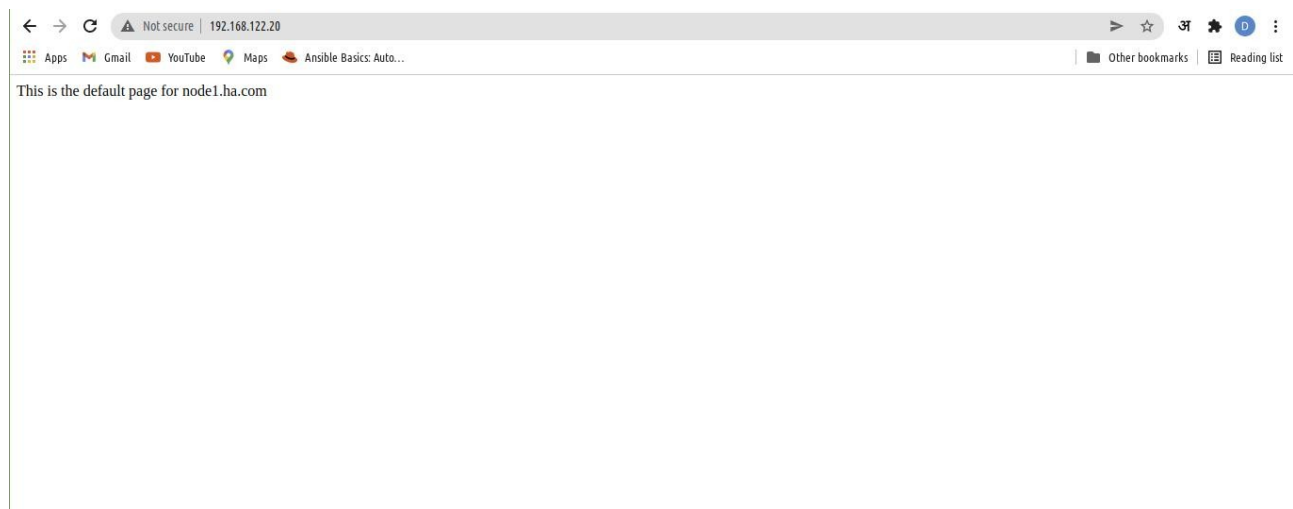 Not secure 192.168.122.20 अ D
Apps Gmail YouTube Maps Ansible Basics: Auto... Other bookmarks Reading list
This is the default page for node1.ha.com